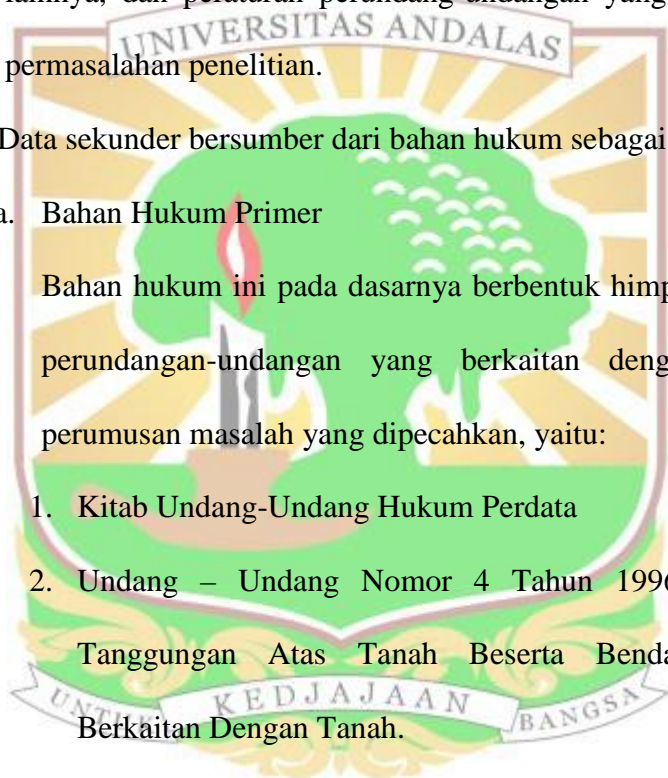 lainnya, dan peraturan perundang-undangan yang
UNIVERSITAS ANDALAS
permasalahan penelitian.
Data sekunder bersumber dari bahan hukum sebagai
a. Bahan Hukum Primer
Bahan hukum ini pada dasarnya berbentuk himp
perundangan-undangan yang berkaitan deng
perumusan masalah yang dipecahkan, yaitu:
1. Kitab Undang-Undang Hukum Perdata
2. Undang – Undang Nomor 4 Tahun 1996
Tanggungan Atas Tanah Beserta Benda
UNTUK KEDJAJAAN BANGSA
Berkaitan Dengan Tanah.